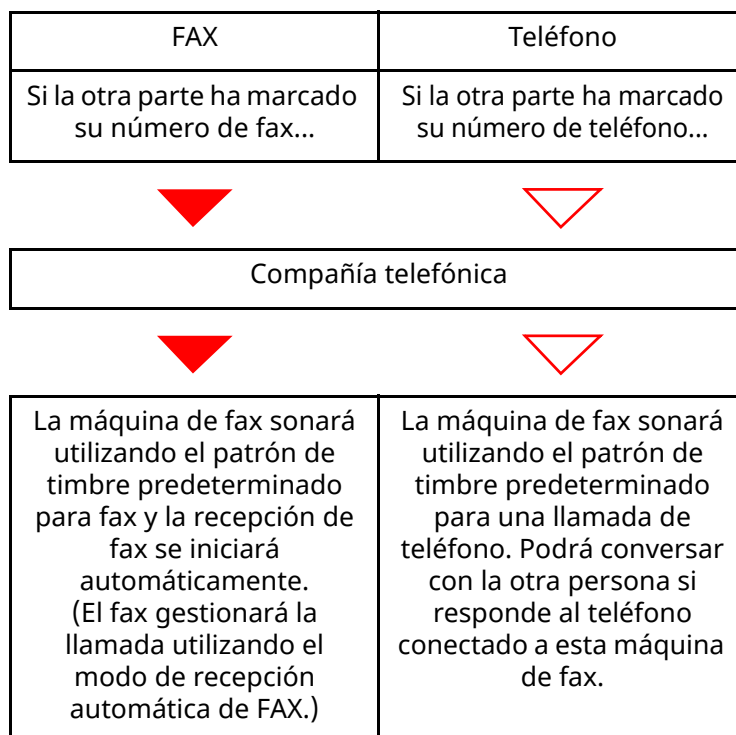 FAX
Teléfono
Si la otra parte ha marcado
su número de fax...
Si la otra parte ha marcado
su número de teléfono...
Compañía telefónica
La máquina de fax sonará
utilizando el patrón de
timbre predeterminado
para fax y la recepción de
fax se iniciará
automáticamente.
(El fax gestionará la
llamada utilizando el
modo de recepción
automática de FAX.)
La máquina de fax sonará
utilizando el patrón de
timbre predeterminado
para una llamada de
teléfono. Podrá conversar
con la otra persona si
responde al teléfono
conectado a esta máquina
de fax.